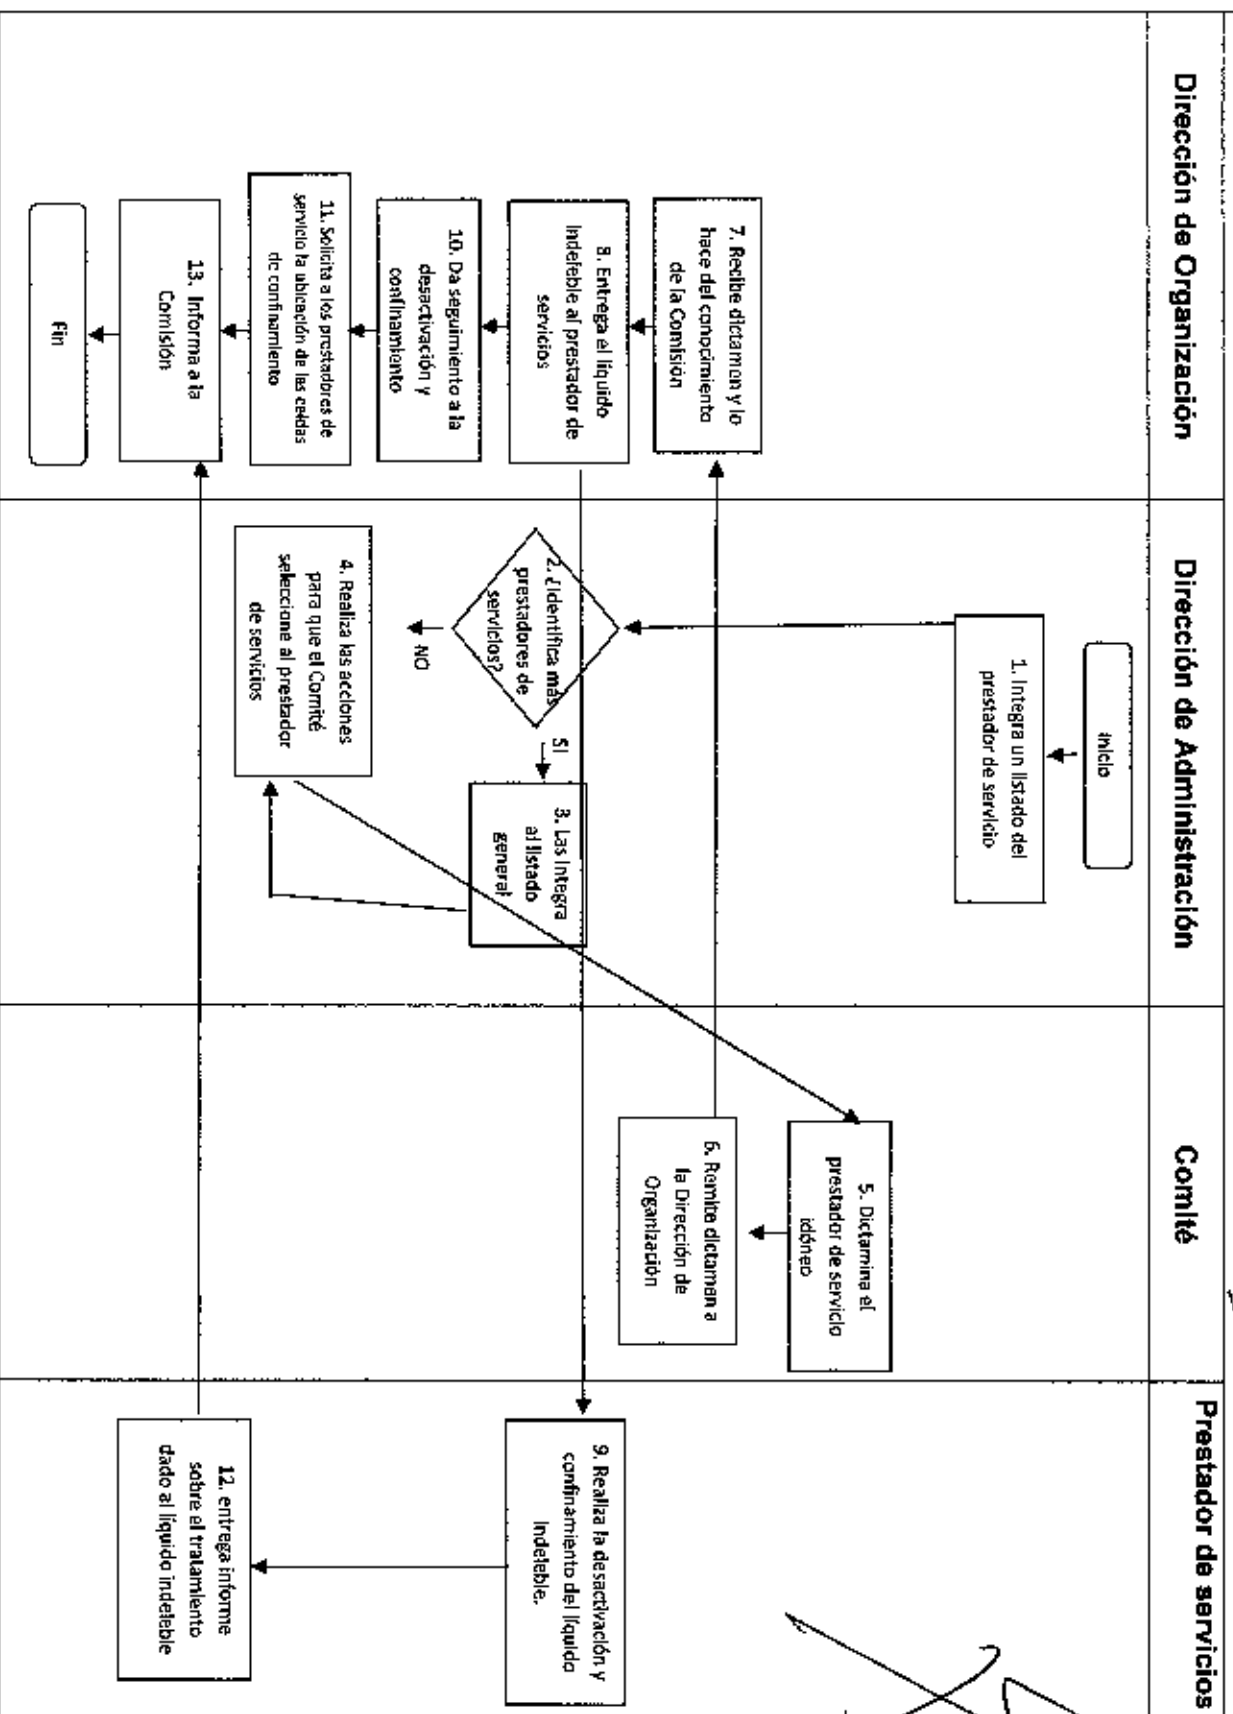 Dirección de Organización
Dirección de Administración
Comité
Prestador de servicios
Inicio
1. Integra un listado del
prestador de servicio
2. ¿Identifica más
prestadores de
servicios?
SI
NO
3. Las Integra
al listado
general
4. Realiza las acciones
para que el Comité
seleccione al prestador
de servicios
5. Dictamina el
prestador de servicio
idóneo
6. Remite dictamen a
la Dirección de
Organización
7. Recibe dictamen y lo
hace del conocimiento
de la Comisión
8. Entrega el líquido
Indeleble al prestador de
servicios
9. Realiza la desactivación y
confinamiento del líquido
Indeleble.
10. Da seguimiento a la
desactivación y
confinamiento
11. Solicita a los prestadores de
servicio la ubicación de las celdas
de confinamiento
12. entrega informe
sobre el tratamiento
dado al líquido indeleble
13. Informa a la
Comisión
Fin